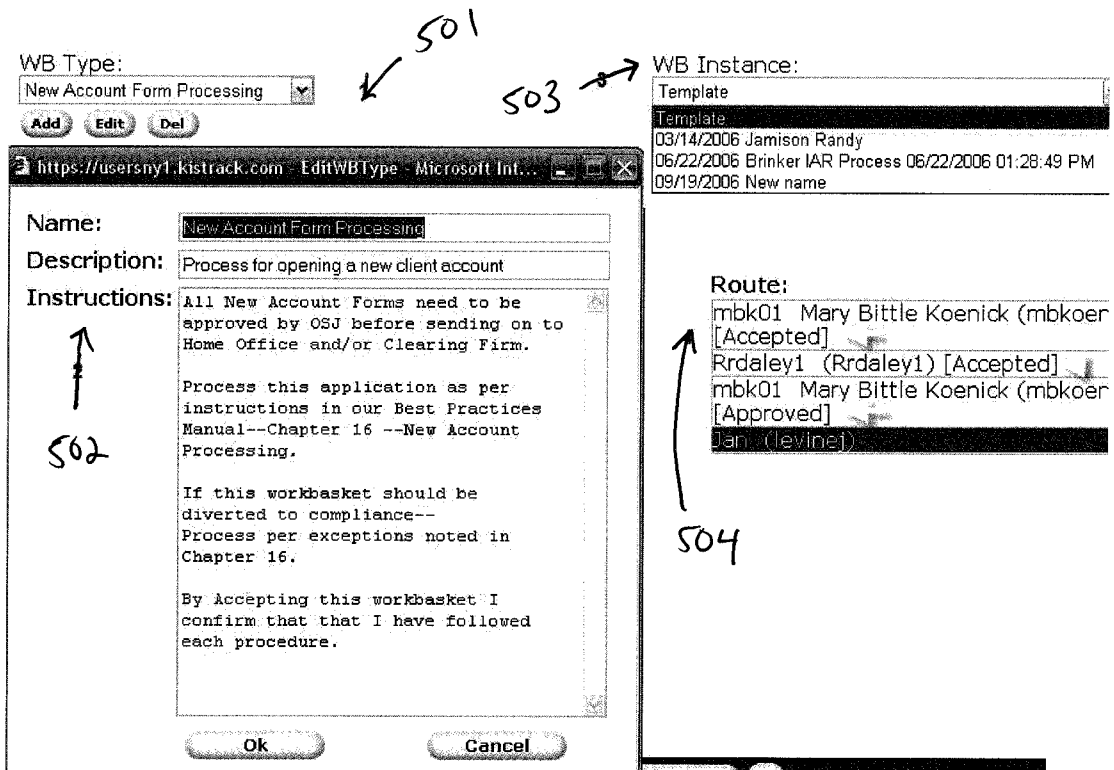 501
WB Type:
New Account Form Processing
Add Edit Del
503
WB Instance:
Template
Template
03/14/2006 Jamison Randy
06/22/2006 Brinker IAR Process 06/22/2006 01:28:49 PM
09/19/2006 New name
https://usersny1.kistrack.com - EditWBType - Microsoft Int...
Name:
New Account Form Processing
Description:
Process for opening a new client account
Instructions:
All New Account Forms need to be
approved by OSJ before sending on to
Home Office and/or Clearing Firm.
Process this application as per
instructions in our Best Practices
Manual--Chapter 16 --New Account
Processing.
If this workbasket should be
diverted to compliance--
Process per exceptions noted in
Chapter 16.
By Accepting this workbasket I
confirm that that I have followed
each procedure.
Ok Cancel
502
Route:
mbk01 Mary Bittle Koenick (mbkoer
[Accepted]
Rrdaley1 (Rrdaley1) [Accepted]
mbk01 Mary Bittle Koenick (mbkoer
[Approved]
Jan (levinej)
504